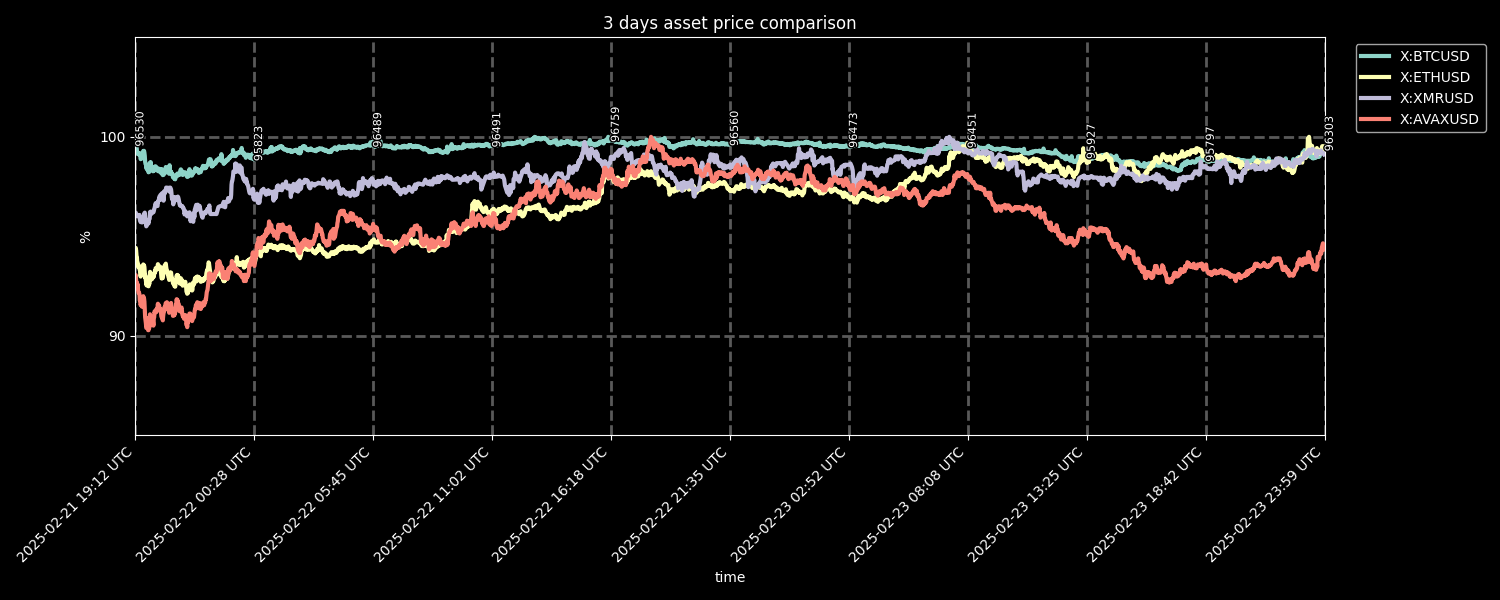 3 days asset price comparison
X:BTCUSD
X:ETHUSD
X:XMRUSD
X:AVAXUSD
%
100
90
96530
95823
96489
96491
96759
96560
96473
96451
95927
95797
96303
2025-02-21 19:12 UTC
2025-02-22 00:28 UTC
2025-02-22 05:45 UTC
2025-02-22 11:02 UTC
2025-02-22 16:18 UTC
2025-02-22 21:35 UTC
2025-02-23 02:52 UTC
2025-02-23 08:08 UTC
2025-02-23 13:25 UTC
2025-02-23 18:42 UTC
2025-02-23 23:59 UTC
time